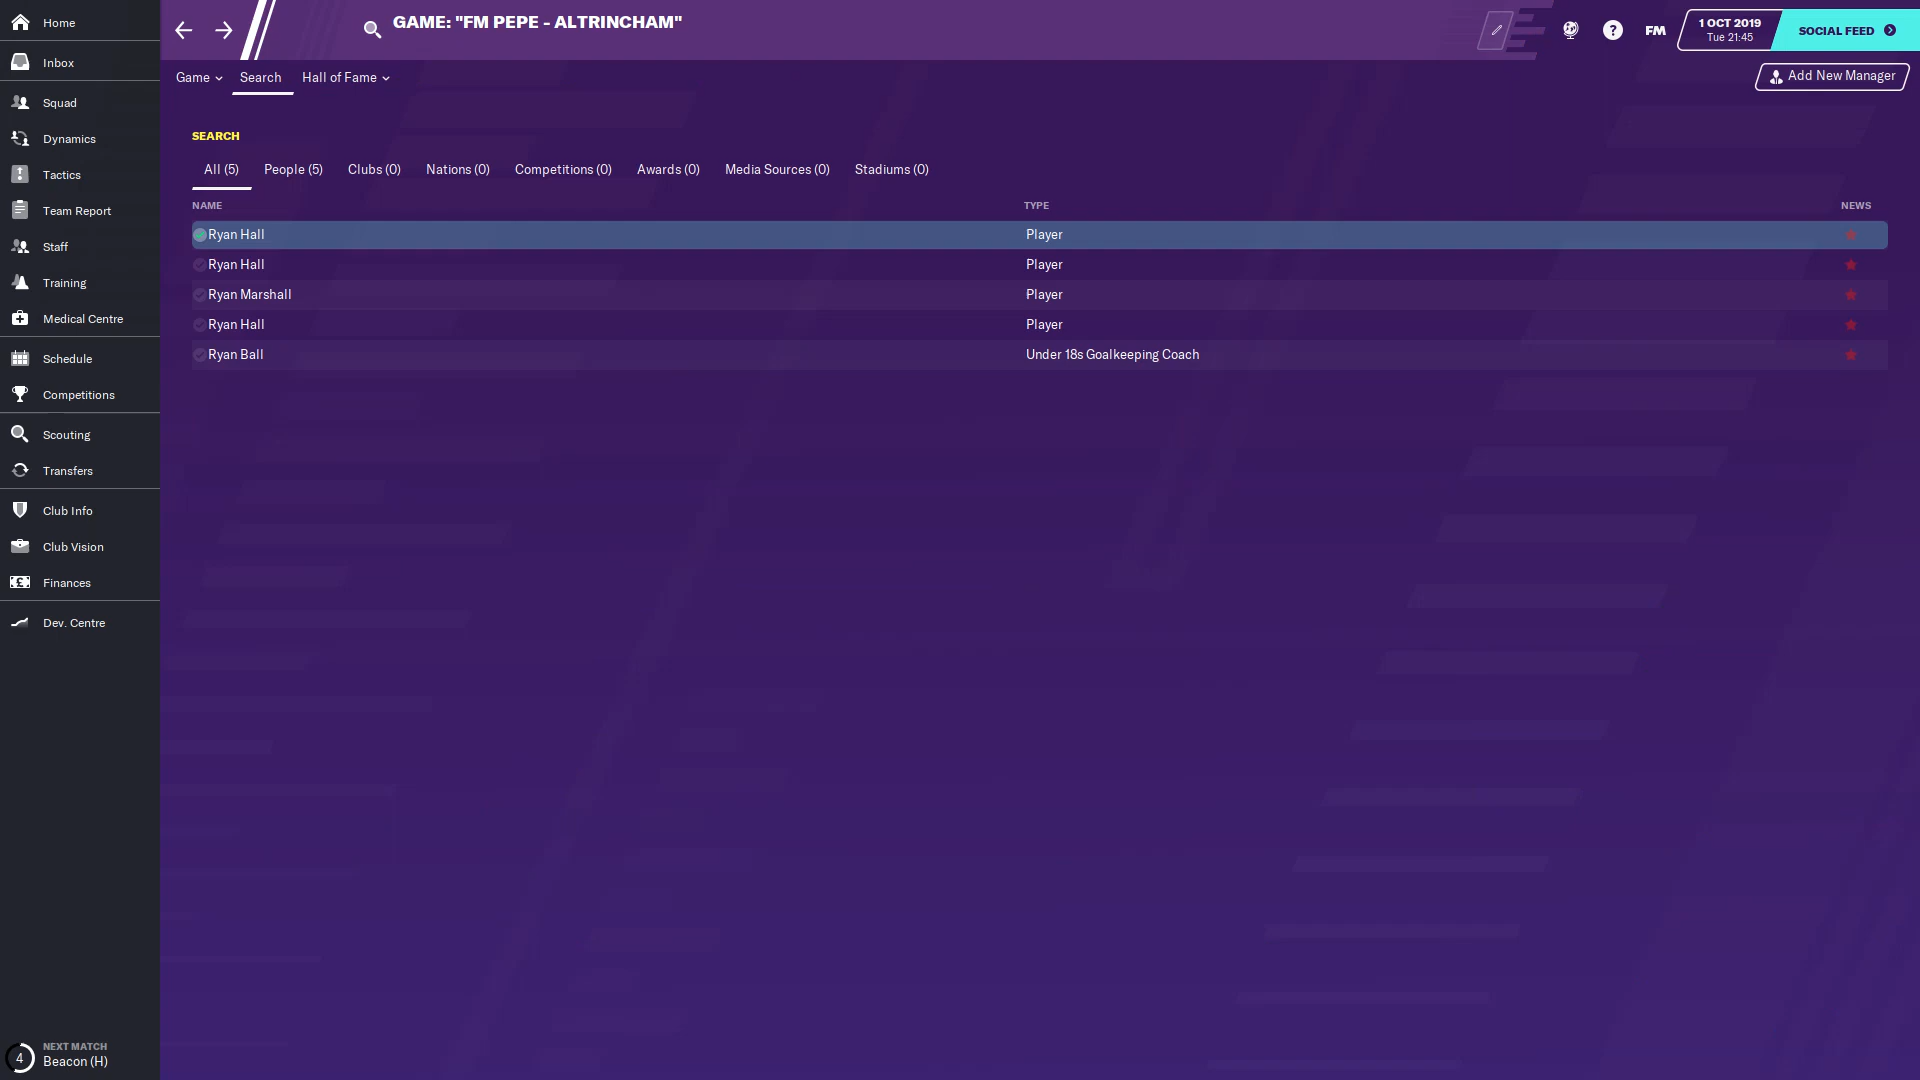 Home
Inbox
Squad
Dynamics
Tactics
Team Report
Staff
Training
Medical Centre
Schedule
Competitions
Scouting
Transfers
Club Info
Club Vision
Finances
Dev. Centre
4
NEXT MATCH
Beacon (H)
GAME: "FM PEPE - ALTRINCHAM"
?
FM
1 OCT 2019
Tue 21:45
SOCIAL FEED
Game Search Hall of Fame
Add New Manager
SEARCH
All (5) People (5) Clubs (0) Nations (0) Competitions (0) Awards (0) Media Sources (0) Stadiums (0)
NAME TYPE NEWS
Ryan Hall Player
Ryan Hall Player
Ryan Marshall Player
Ryan Hall Player
Ryan Ball Under 18s Goalkeeping Coach